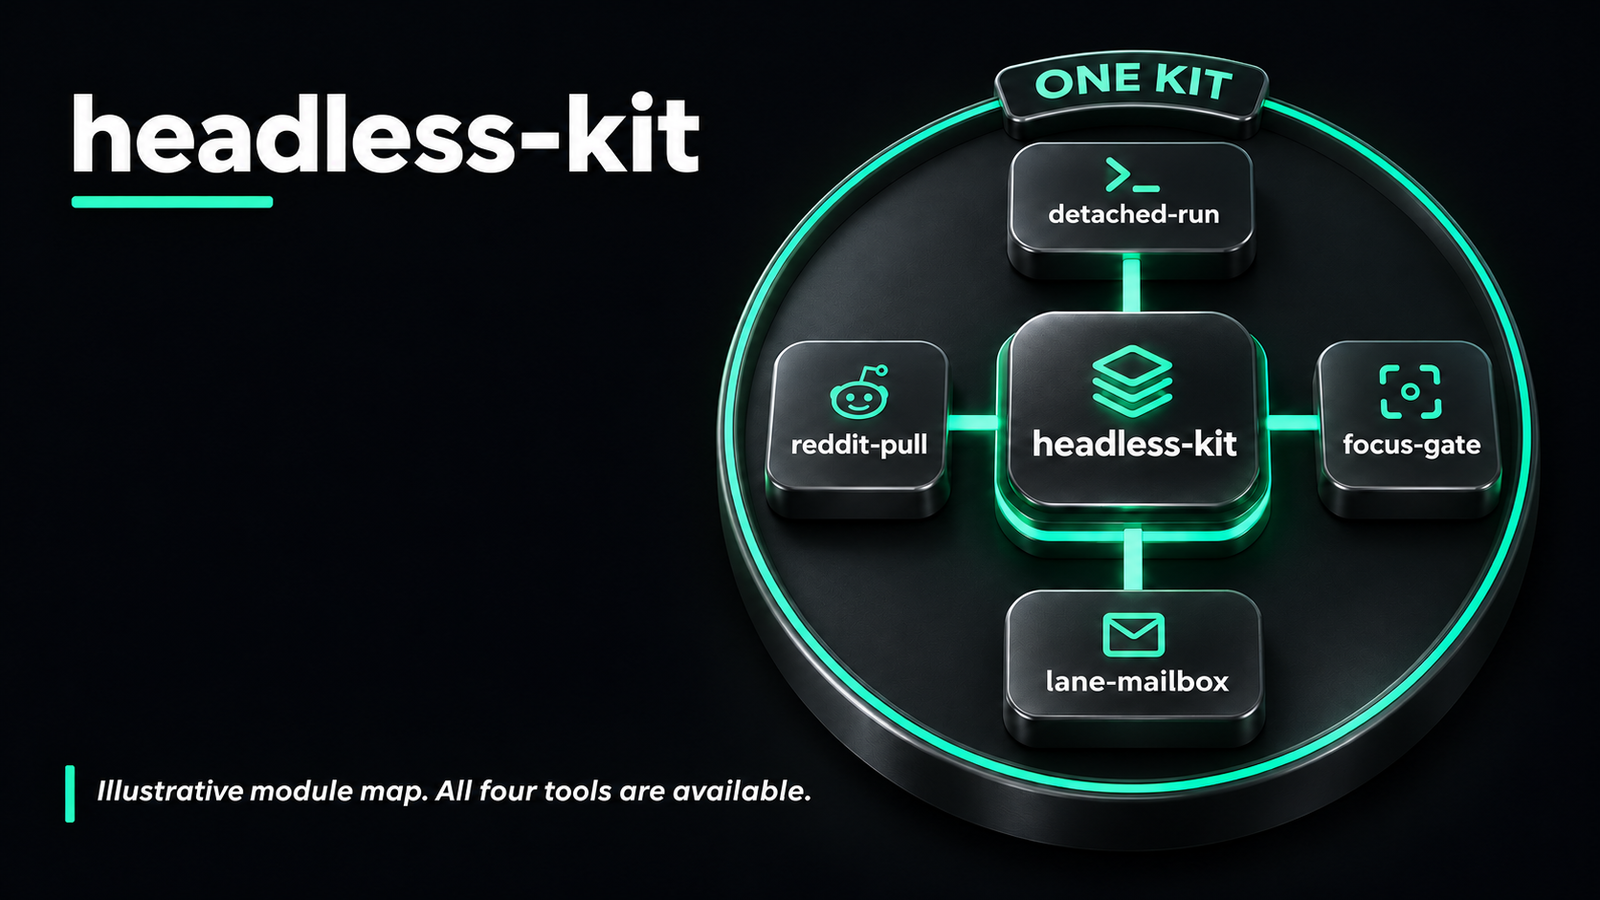 headless-kit
ONE KIT
detached-run
reddit-pull
headless-kit
focus-gate
lane-mailbox
Illustrative module map. All four tools are available.